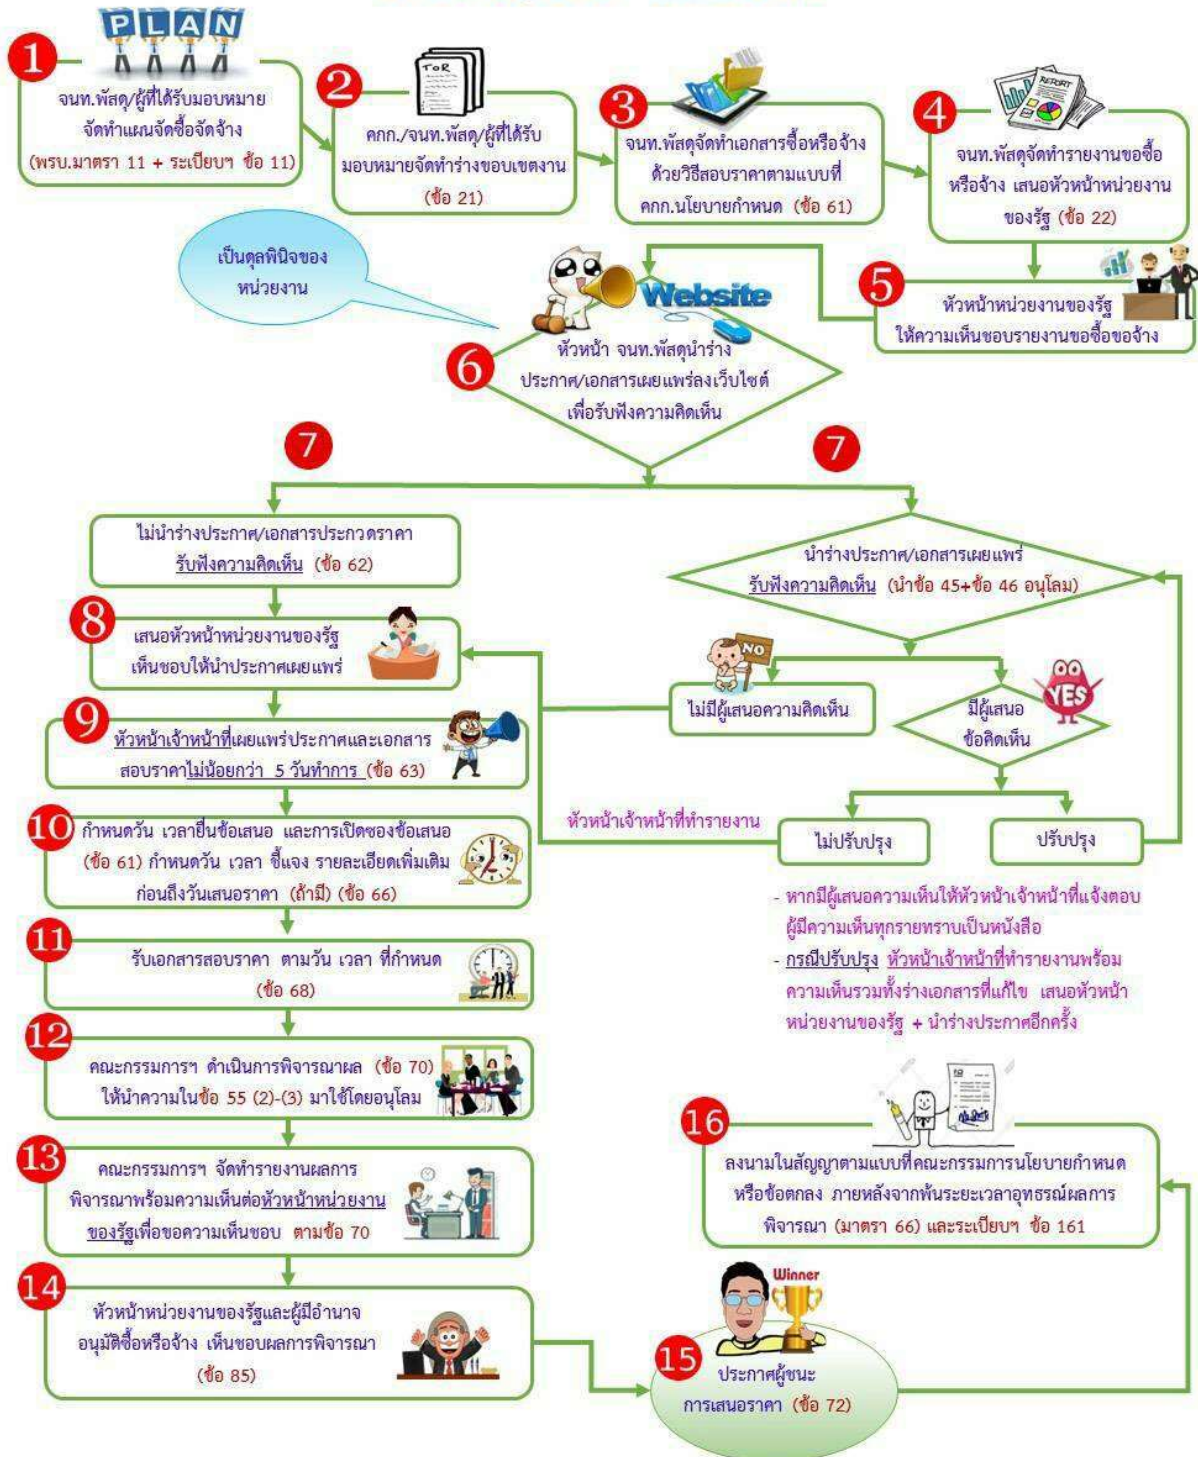 PLAN
1
จนท.พัสดุ/ผู้ที่ได้รับมอบหมาย
จัดทำแผนจัดซื้อจัดจ้าง
(พรบ.มาตรา 11 + ระเบียบฯ ข้อ 11)
TOR
2
คกก./จนท.พัสดุ/ผู้ที่ได้รับ
มอบหมายจัดทำร่างขอบเขตงาน
(ข้อ 21)
3
จนท.พัสดุจัดทำเอกสารซื้อหรือจ้าง
ด้วยวิธีสอบราคาตามแบบที่
คกก.นโยบายกำหนด (ข้อ 61)
REPORT
4
จนท.พัสดุจัดทำรายงานขอซื้อ
หรือจ้าง เสนอหัวหน้าหน่วยงาน
ของรัฐ (ข้อ 22)
5
หัวหน้าหน่วยงานของรัฐ
ให้ความเห็นชอบรายงานขอซื้อขอจ้าง
เป็นดุลพินิจของ
หน่วยงาน
Website
6
หัวหน้า จนท.พัสดุนำร่าง
ประกาศ/เอกสารเผยแพร่ลงเว็บไซต์
เพื่อรับฟังความคิดเห็น
7
7
ไม่นำร่างประกาศ/เอกสารประกวดราคา
รับฟังความคิดเห็น (ข้อ 62)
นำร่างประกาศ/เอกสารเผยแพร่
รับฟังความคิดเห็น (นำข้อ 45+ข้อ 46 อนุโลม)
8
เสนอหัวหน้าหน่วยงานของรัฐ
เห็นชอบให้นำประกาศเผยแพร่
NO
ไม่มีผู้เสนอความคิดเห็น
YES
มีผู้เสนอ
ข้อคิดเห็น
9
หัวหน้าเจ้าหน้าที่เผยแพร่ประกาศและเอกสาร
สอบราคาไม่น้อยกว่า 5 วันทำการ (ข้อ 63)
หัวหน้าเจ้าหน้าที่ทำรายงาน
ไม่ปรับปรุง
ปรับปรุง
10
กำหนดวัน เวลายื่นข้อเสนอ และการเปิดซองข้อเสนอ
(ข้อ 61) กำหนดวัน เวลา ชี้แจง รายละเอียดเพิ่มเติม
ก่อนถึงวันเสนอราคา (ถ้ามี) (ข้อ 66)
- หากมีผู้เสนอความเห็นให้หัวหน้าเจ้าหน้าที่แจ้งตอบ
ผู้มีความเห็นทุกรายทราบเป็นหนังสือ
- กรณีปรับปรุง หัวหน้าเจ้าหน้าที่ทำรายงานพร้อม
ความเห็นรวมทั้งร่างเอกสารที่แก้ไข เสนอหัวหน้า
หน่วยงานของรัฐ + นำร่างประกาศอีกครั้ง
11
รับเอกสารสอบราคา ตามวัน เวลา ที่กำหนด
(ข้อ 68)
12
คณะกรรมการฯ ดำเนินการพิจารณาผล (ข้อ 70)
ให้นำความในข้อ 55 (2)-(3) มาใช้โดยอนุโลม
13
คณะกรรมการฯ จัดทำรายงานผลการ
พิจารณาพร้อมความเห็นต่อหัวหน้าหน่วยงาน
ของรัฐเพื่อขอความเห็นชอบ ตามข้อ 70
14
หัวหน้าหน่วยงานของรัฐและผู้มีอำนาจ
อนุมัติซื้อหรือจ้าง เห็นชอบผลการพิจารณา
(ข้อ 85)
Winner
15
ประกาศผู้ชนะ
การเสนอราคา (ข้อ 72)
16
ลงนามในสัญญาตามแบบที่คณะกรรมการนโยบายกำหนด
หรือข้อตกลง ภายหลังจากพ้นระยะเวลาอุทธรณ์ผลการ
พิจารณา (มาตรา 66) และระเบียบฯ ข้อ 161